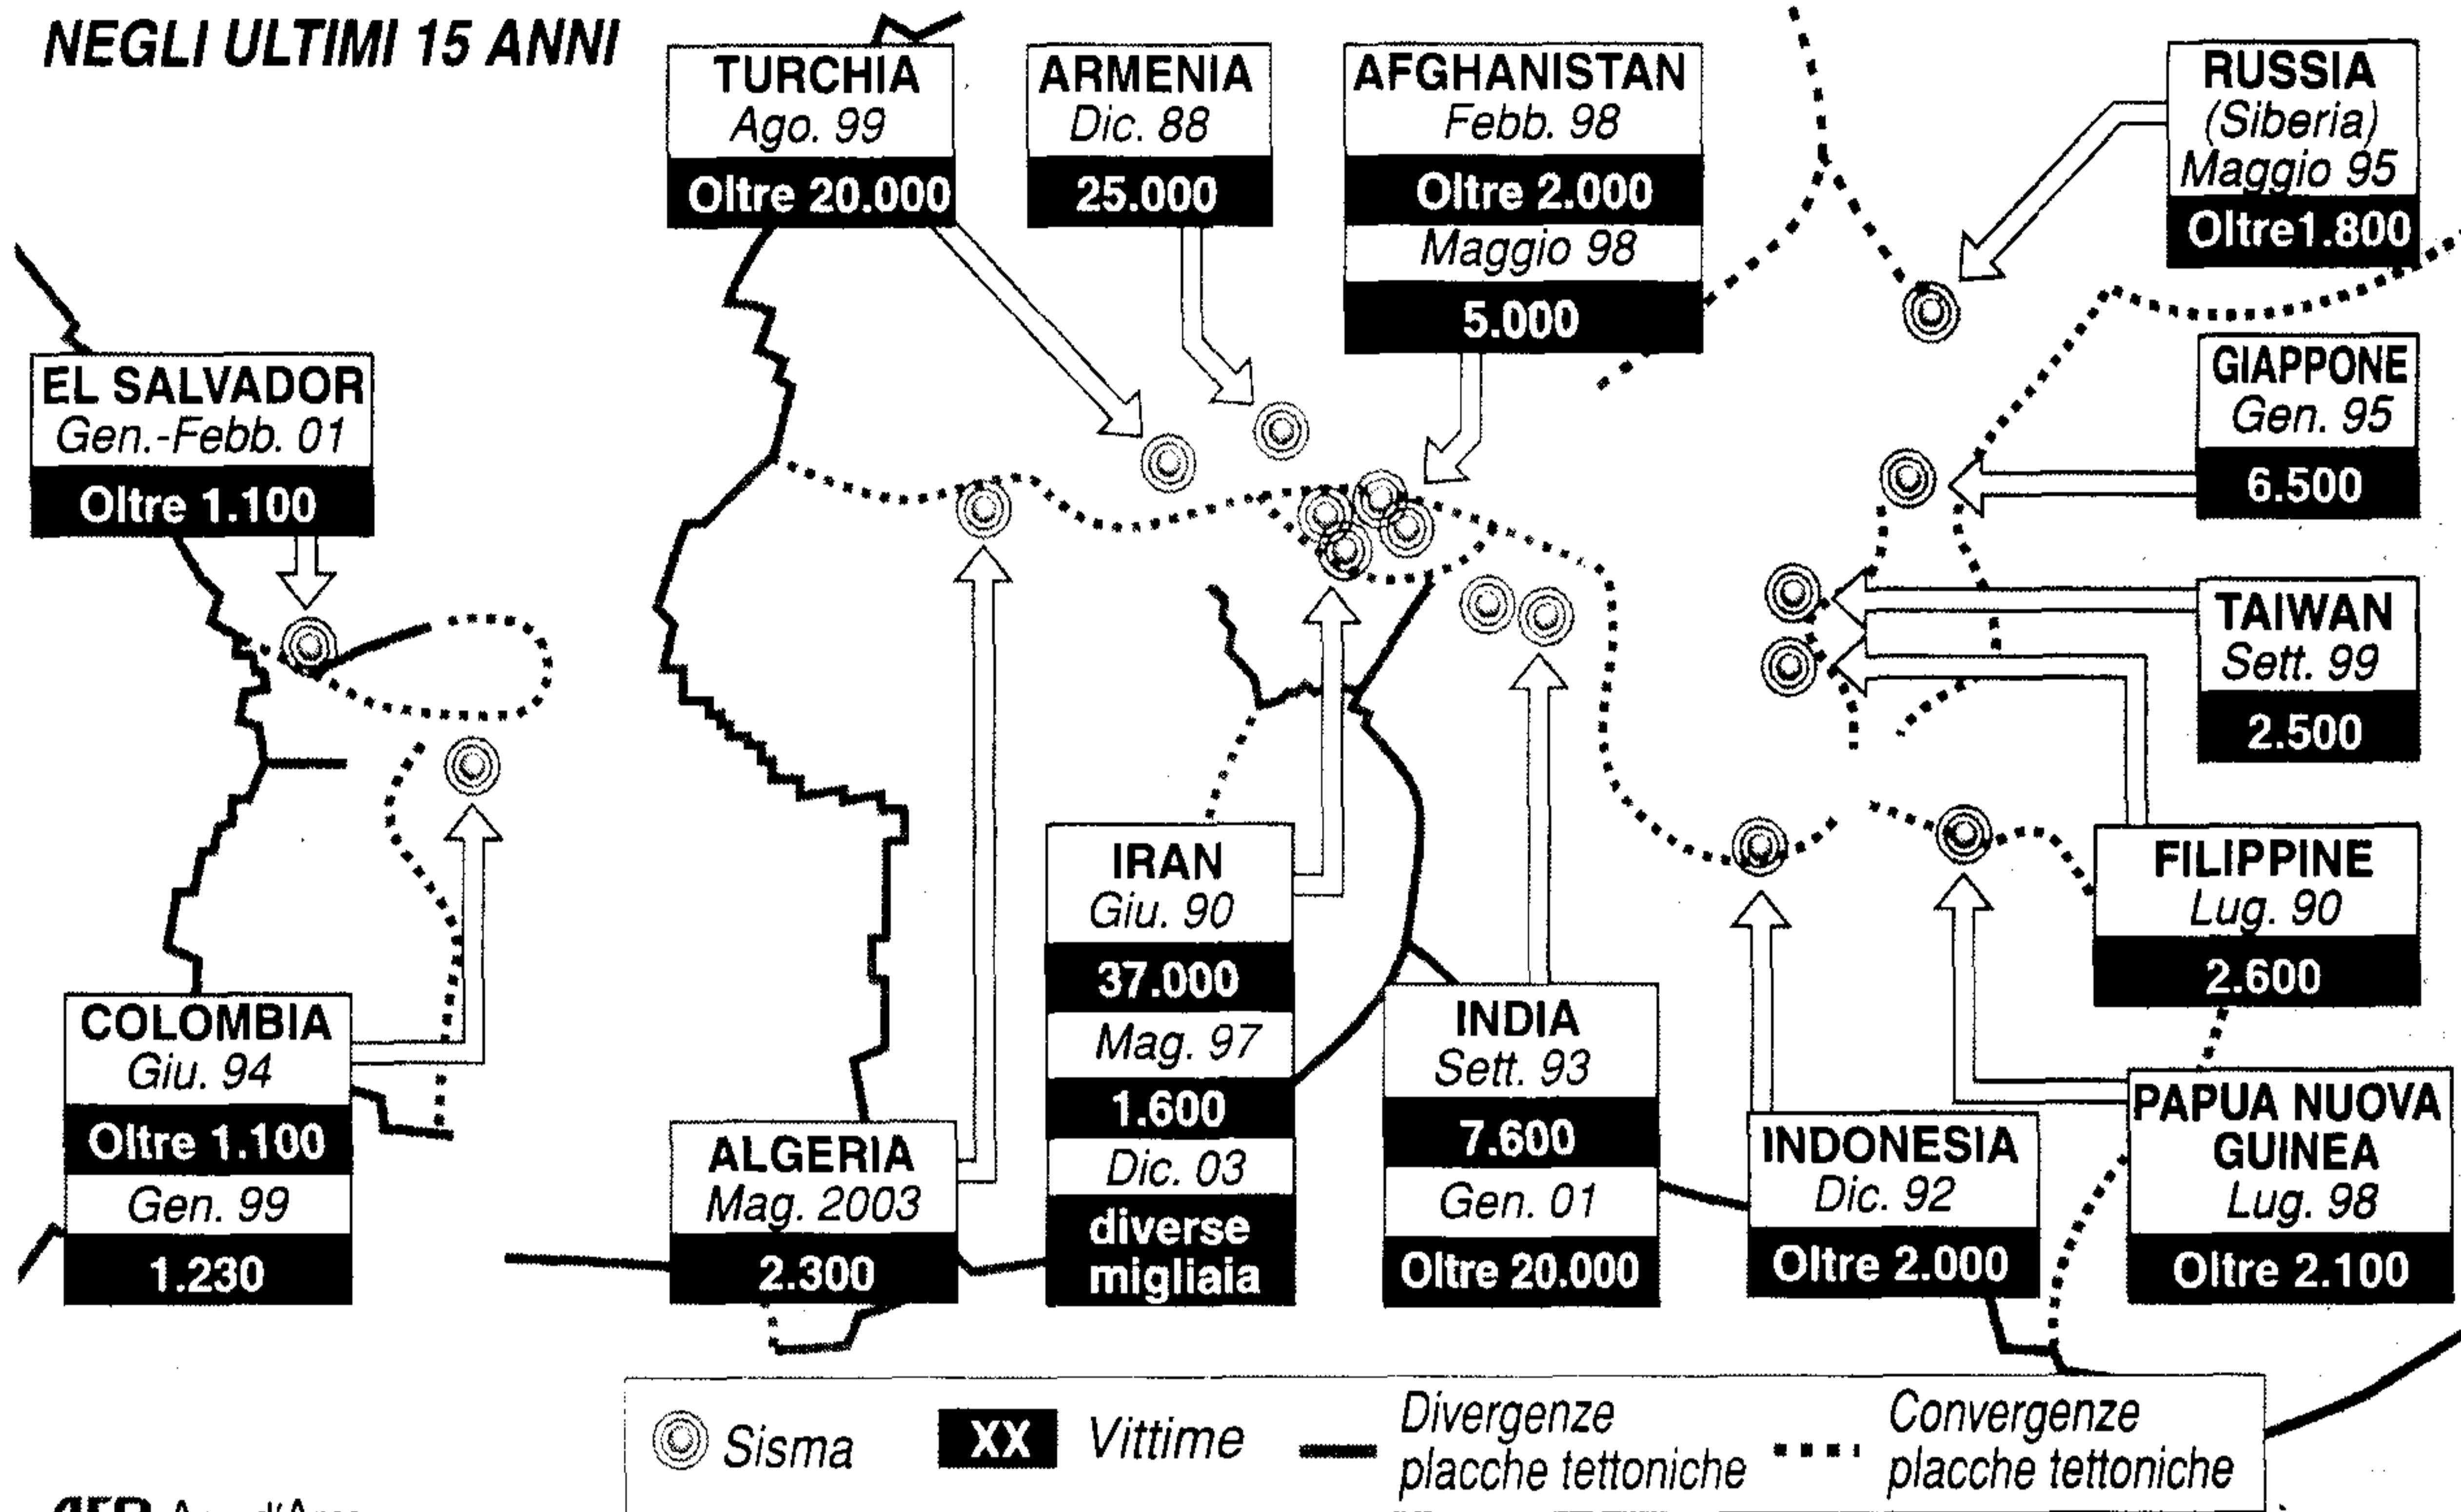 NEGLI ULTIMI 15 ANNI
TURCHIA
Ago. 99
Oltre 20.000
ARMENIA
Dic. 88
25.000
AFGHANISTAN
Febb. 98
Oltre 2.000
Maggio 98
5.000
RUSSIA
(Siberia)
Maggio 95
Oltre1.800
EL SALVADOR
Gen.-Febb. 01
Oltre 1.100
GIAPPONE
Gen. 95
6.500
TAIWAN
Sett. 99
2.500
FILIPPINE
Lug. 90
2.600
COLOMBIA
Giu. 94
Oltre 1.100
Gen. 99
1.230
ALGERIA
Mag. 2003
2.300
IRAN
Giu. 90
37.000
Mag. 97
1.600
Dic. 03
diverse
migliaia
INDIA
Sett. 93
7.600
Gen. 01
Oltre 20.000
INDONESIA
Dic. 92
Oltre 2.000
PAPUA NUOVA
GUINEA
Lug. 98
Oltre 2.100
Sisma
XX Vittime
Divergenze
placche tettoniche
Convergenze
placche tettoniche